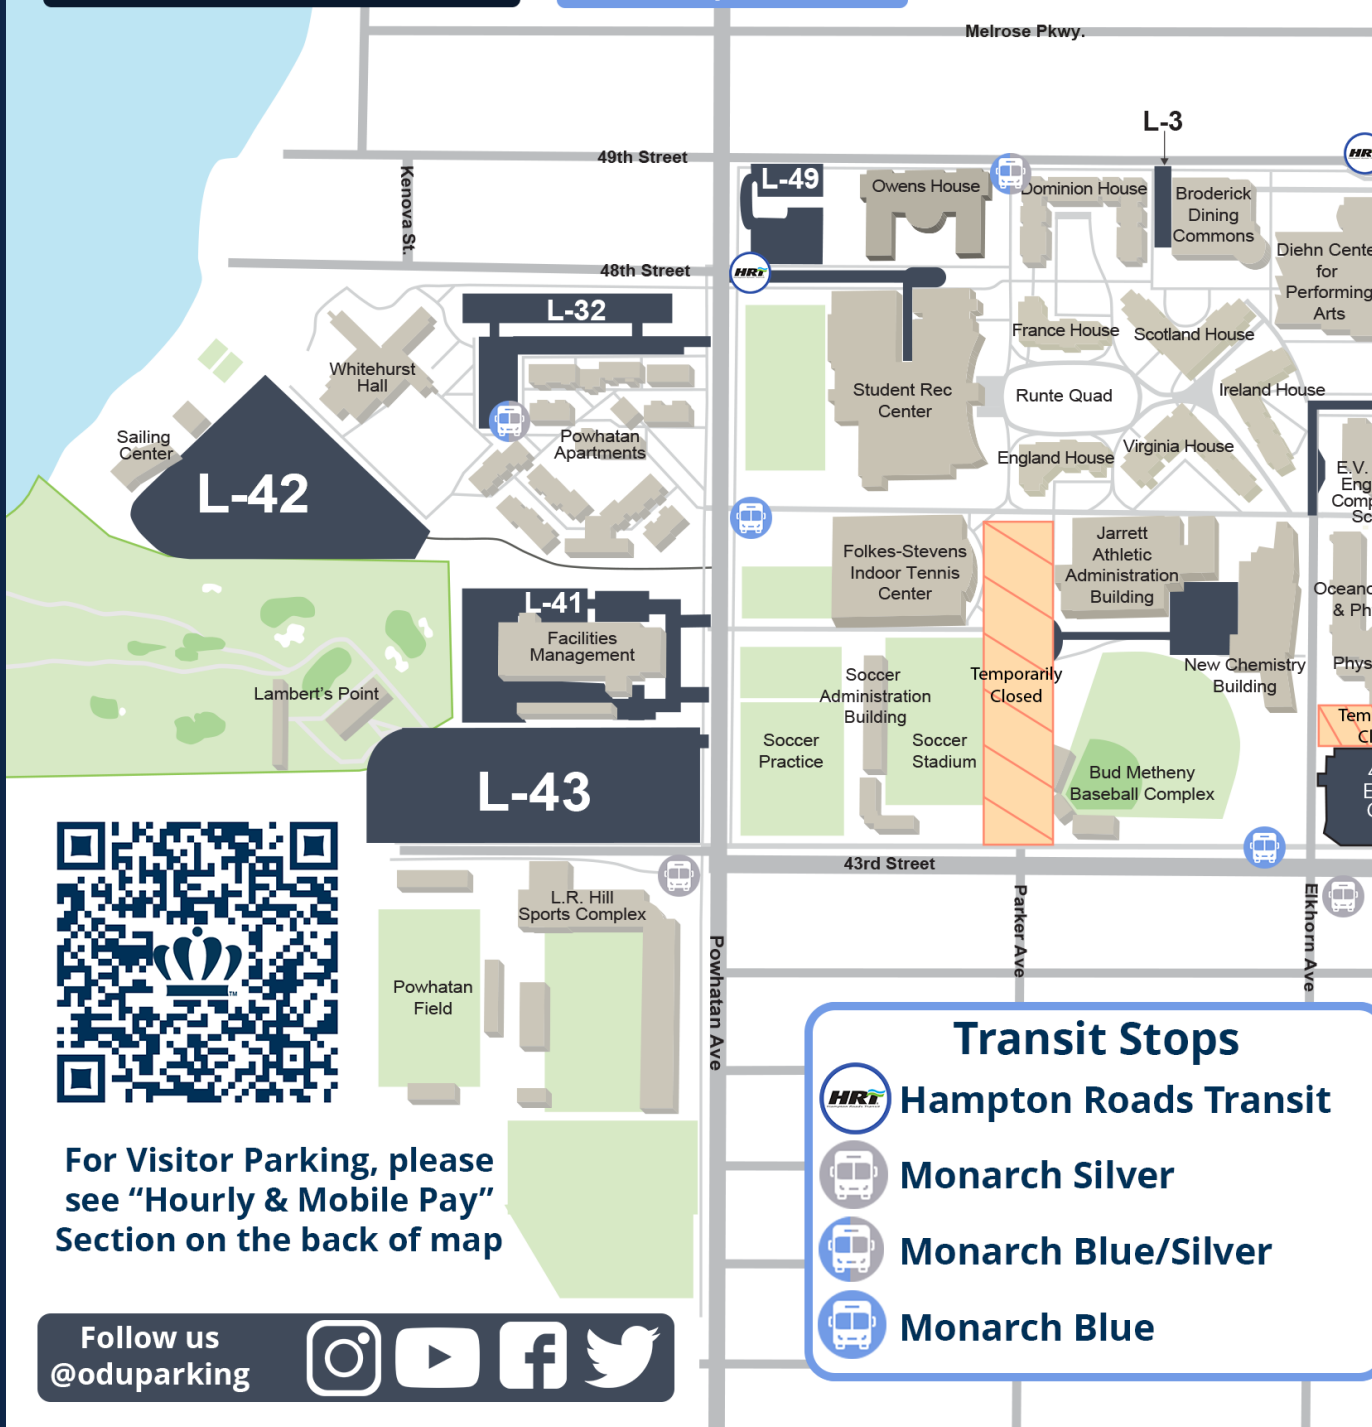 Melrose Pkwy.
L-3
49th Street
Kenova St.
L-49
Owens House
Dominion House
Broderick
Dining
Commons
HRT
48th Street
Diehn
for
Performing
Arts
L-32
Whitehurst
Hall
France House
Scotland House
Student Rec
Center
Runte Quad
Ireland House
Sailing
Center
Powhatan
Apartments
England House
Virginia House
E.V.
L-42
Folkes-Stevens
Indoor Tennis
Center
Jarrett
Athletic
Administration
Building
L-41
Facilities
Management
& Ph
Lambert's Point
Soccer
Administration
Building
Temporarily
Closed
New Chemistry
Building
L-43
Soccer
Practice
Soccer
Stadium
Bud Metheny
Baseball Complex
43rd Street
L.R. Hill
Sports Complex
Powhatan
Field
Powhatan Ave
Parker Ave
Elkhorn Ave
Transit Stops
HRT
Hampton Roads Transit
Monarch Silver
Monarch Blue/Silver
Monarch Blue
For Visitor Parking, please
see “Hourly & Mobile Pay”
Section on the back of map
Follow us
@oduparking